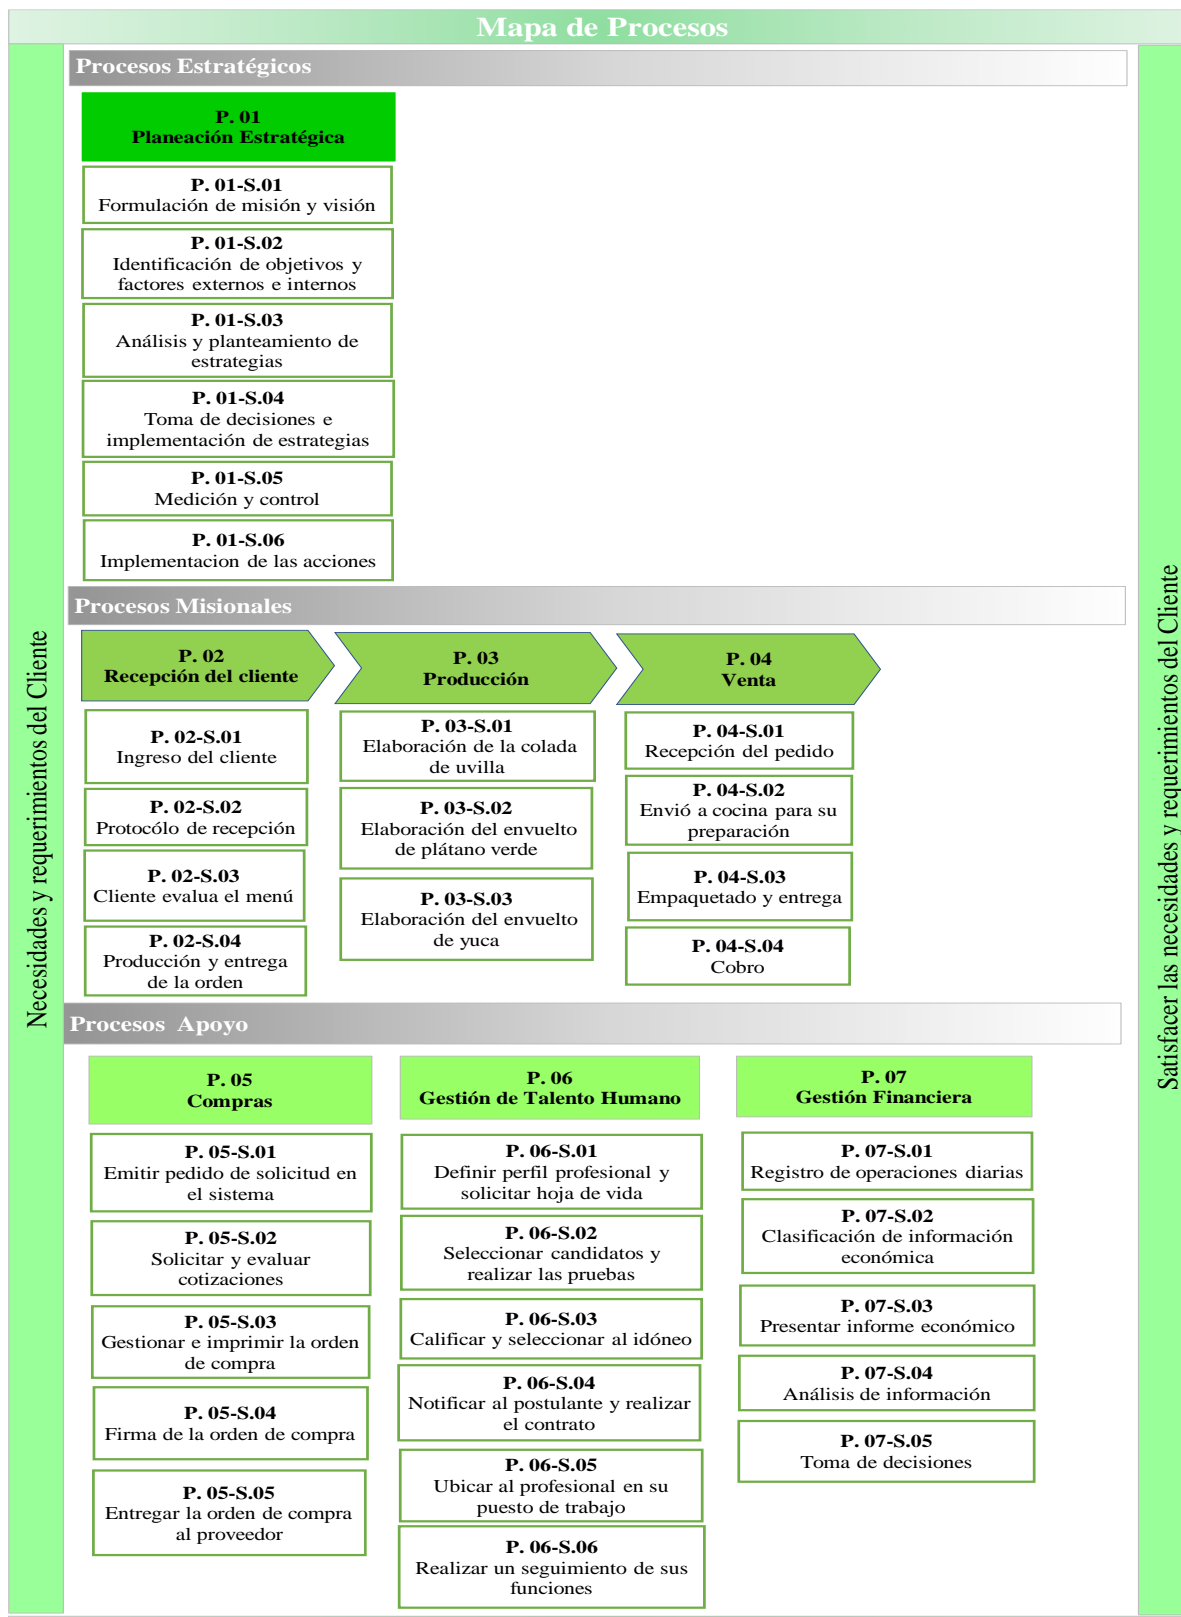 Mapa de Procesos
Necesidades y requerimientos del Cliente
Procesos Estratégicos
P. 01
Planeación Estratégica
P. 01-S.01
Formulación de misión y visión
P. 01-S.02
Identificación de objetivos y
factores externos e internos
P. 01-S.03
Análisis y planteamiento de
estrategias
P. 01-S.04
Toma de decisiones e
implementación de estrategias
P. 01-S.05
Medición y control
P. 01-S.06
Implementacion de las acciones
Procesos Misionales
P. 02
Recepción del cliente
P. 02-S.01
Ingreso del cliente
P. 02-S.02
Protocólo de recepción
P. 02-S.03
Cliente evalua el menú
P. 02-S.04
Producción y entrega
de la orden
P. 03
Producción
P. 03-S.01
Elaboración de la colada
de uvilla
P. 03-S.02
Elaboración del envuelto
de plátano verde
P. 03-S.03
Elaboración del envuelto
de yuca
P. 04
Venta
P. 04-S.01
Recepción del pedido
P. 04-S.02
Envió a cocina para su
preparación
P. 04-S.03
Empaquetado y entrega
P. 04-S.04
Cobro
Procesos Apoyo
P. 05
Compras
P. 05-S.01
Emitir pedido de solicitud en
el sistema
P. 05-S.02
Solicitar y evaluar
cotizaciones
P. 05-S.03
Gestionar e imprimir la orden
de compra
P. 05-S.04
Firma de la orden de compra
P. 05-S.05
Entregar la orden de compra
al proveedor
P. 06
Gestión de Talento Humano
P. 06-S.01
Definir perfil profesional y
solicitar hoja de vida
P. 06-S.02
Seleccionar candidatos y
realizar las pruebas
P. 06-S.03
Calificar y seleccionar al idóneo
P. 06-S.04
Notificar al postulante y realizar
el contrato
P. 06-S.05
Ubicar al profesional en su
puesto de trabajo
P. 06-S.06
Realizar un seguimiento de sus
funciones
P. 07
Gestión Financiera
P. 07-S.01
Registro de operaciones diarias
P. 07-S.02
Clasificación de información
económica
P. 07-S.03
Presentar informe económico
P. 07-S.04
Análisis de información
P. 07-S.05
Toma de decisiones
Satisfacer las necesidades y requerimientos del Cliente